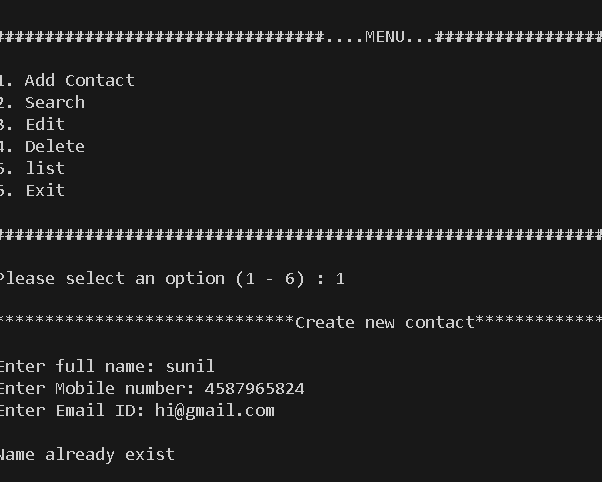 #################################....MENU...#################
1. Add Contact
2. Search
3. Edit
4. Delete
5. list
6. Exit
#############################################################
Please select an option (1 - 6) : 1
******************************Create new contact*************
Enter full name: sunil
Enter Mobile number: 4587965824
Enter Email ID: hi@gmail.com
Name already exist